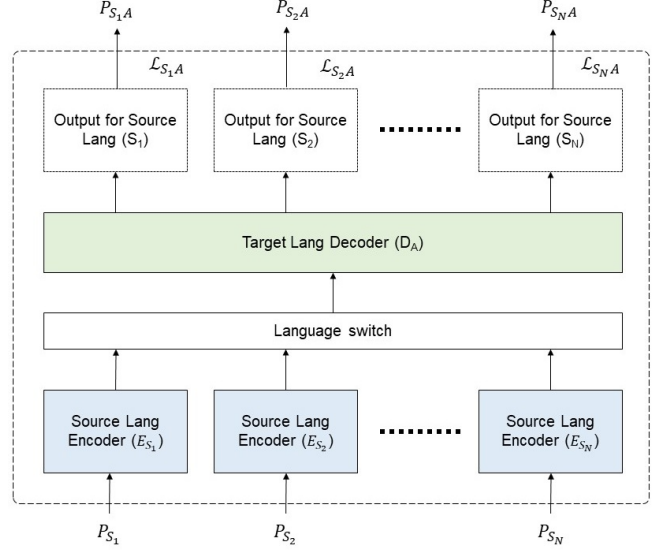 P_{S_1A} P_{S_2A} P_{S_NA}
ℒ_{S_1A} ℒ_{S_2A} ℒ_{S_NA}
Output for Source
Lang (S₁)
Output for Source
Lang (S₂)
Output for Source
Lang (S_N)
Target Lang Decoder (D_A)
Language switch
Source Lang
Encoder (E_{S_1})
Source Lang
Encoder (E_{S_2})
Source Lang
Encoder (E_{S_N})
P_{S_1} P_{S_2} P_{S_N}